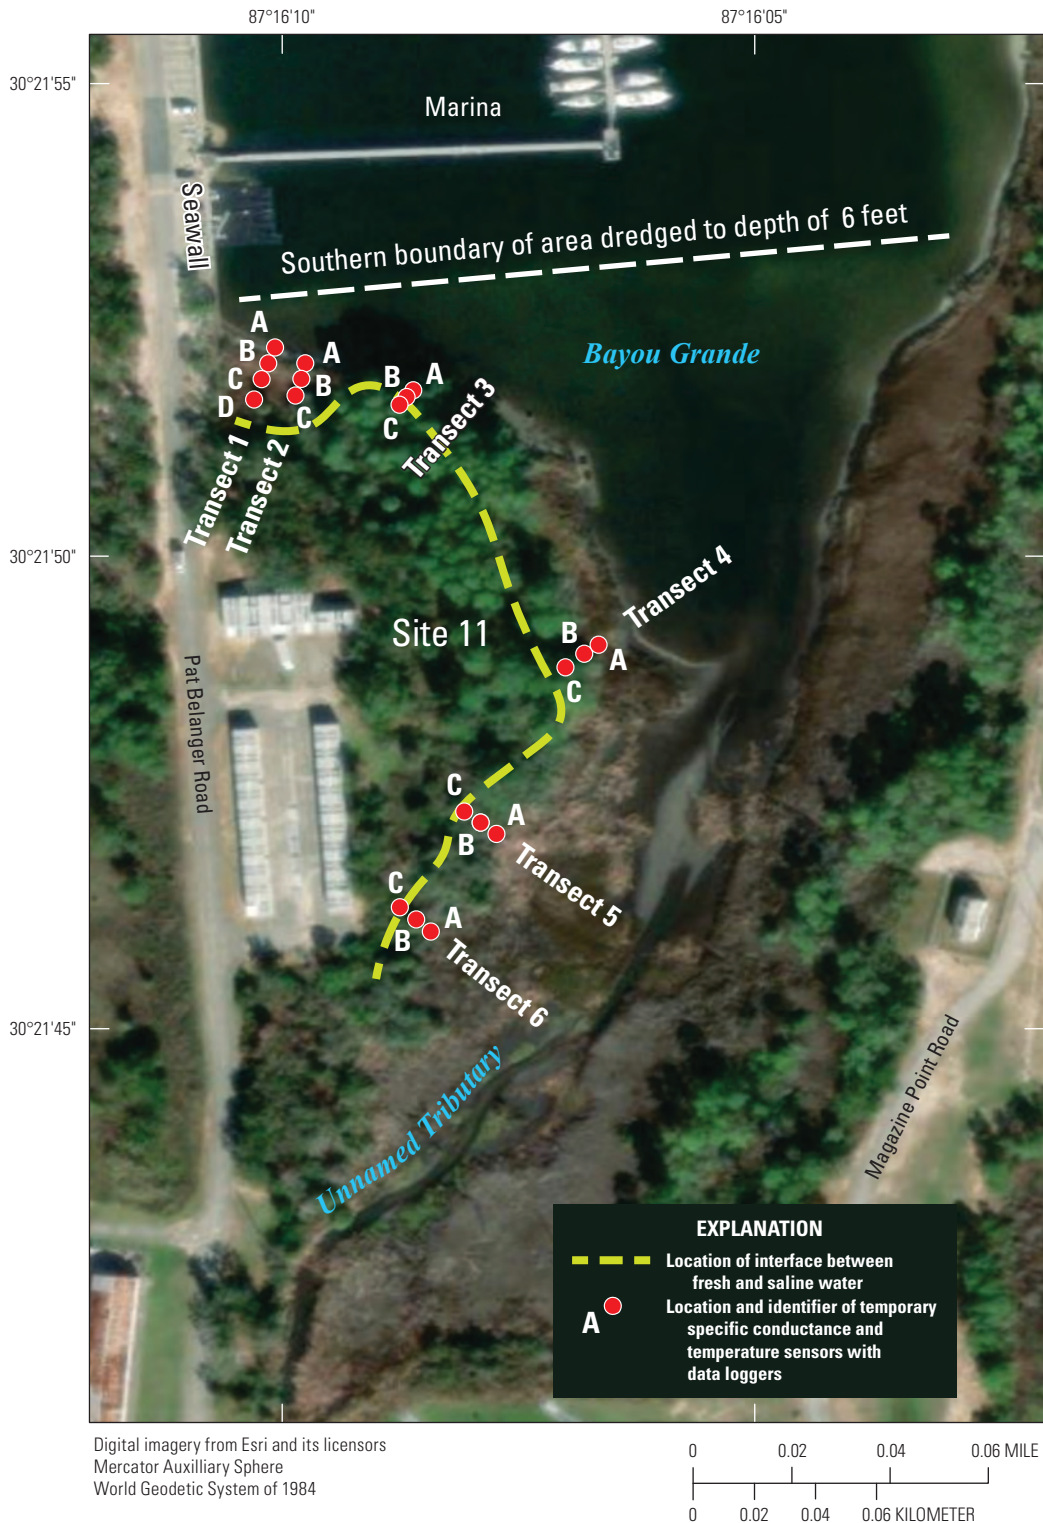 87°16'10"
87°16'05"
30°21'55"
Marina
Seawall
Southern boundary of area dredged to depth of 6 feet
Bayou Grande
A
B
C
D
A
B
C
B
A
C
Transect 1
Transect 2
Transect 3
30°21'50"
Transect 4
Site 11
B
A
C
Pat Belanger Road
C
A
B
Transect 5
C
A
B
Transect 6
30°21'45"
Unnamed Tributary
Magazine Point Road
EXPLANATION
Location of interface between
fresh and saline water
A
Location and identifier of temporary
specific conductance and
temperature sensors with
data loggers
Digital imagery from Esri and its licensors
Mercator Auxilliary Sphere
World Geodetic System of 1984
0 0.02 0.04 0.06 MILE
0 0.02 0.04 0.06 KILOMETER